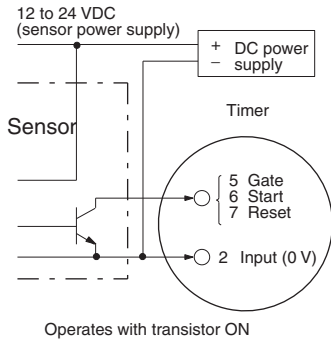 12 to 24 VDC
(sensor power supply)
+ DC power
− supply
Sensor
Timer
5 Gate
6 Start
7 Reset
2 Input (0 V)
Operates with transistor ON